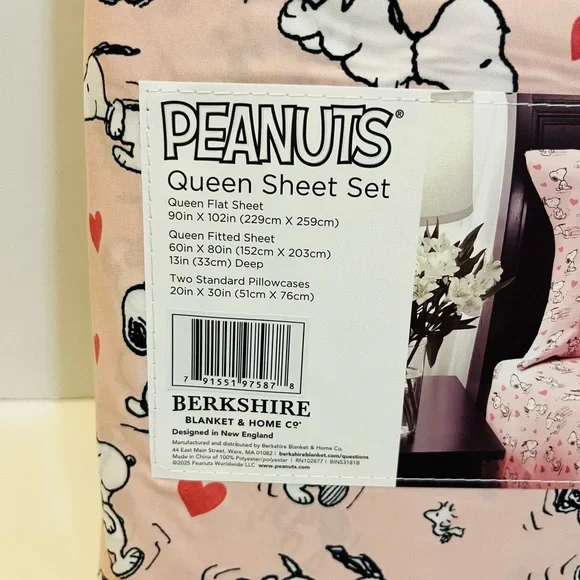 PEANUTS®
Queen Sheet Set
Queen Flat Sheet
90in X 102in (229cm X 259cm)
Queen Fitted Sheet
60in X 80in (152cm X 203cm)
13in (33cm) Deep
Two Standard Pillowcases
20in X 30in (51cm X 76cm)
7 91551 97587 8
BERKSHIRE
BLANKET & HOME Co®
Designed in New England
Manufactured and distributed by Berkshire Blanket & Home Co.
44 East Main Street, Ware, MA 01082 | berkshireblanket.com/questions
Made in China of 100% Polyester/polyester | RN102877 | BINS3181B
©2025 Peanuts Worldwide LLC www.peanuts.com